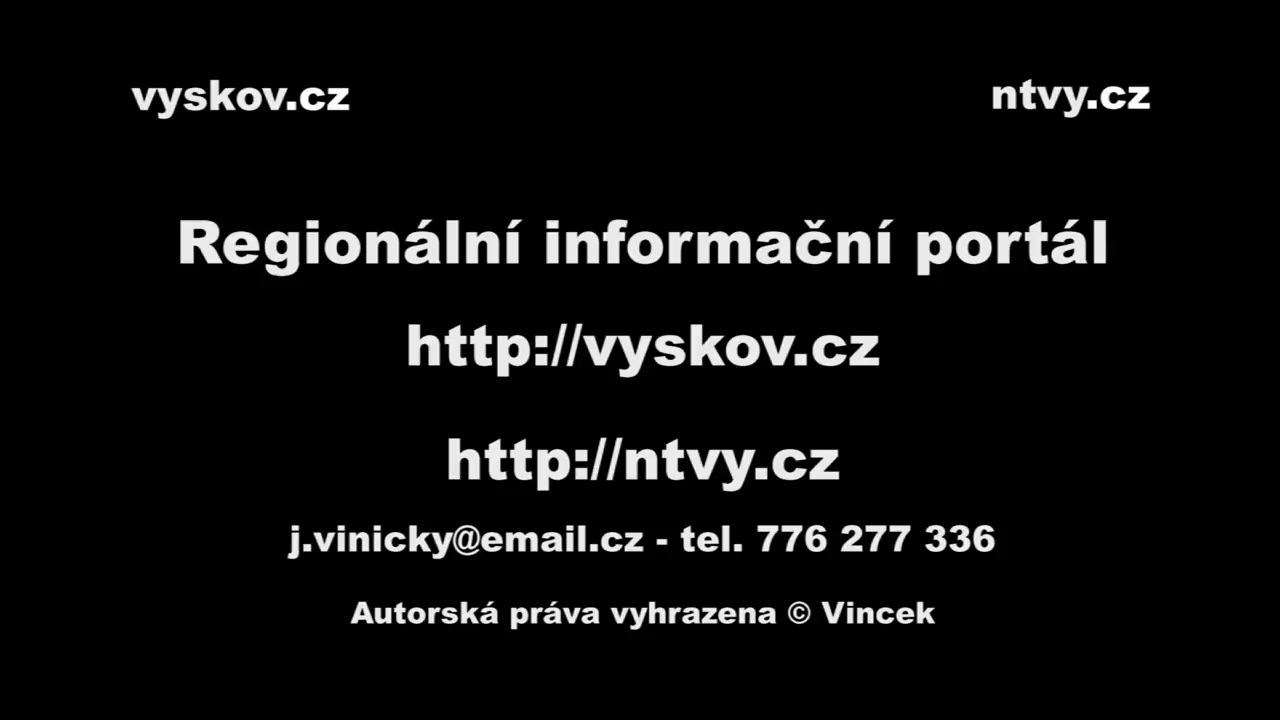 vyskov.cz ntvy.cz
Regionální informační portál
http://vyskov.cz
http://ntvy.cz
j.vinicky@email.cz - tel. 776 277 336
Autorská práva vyhrazena © Vincek